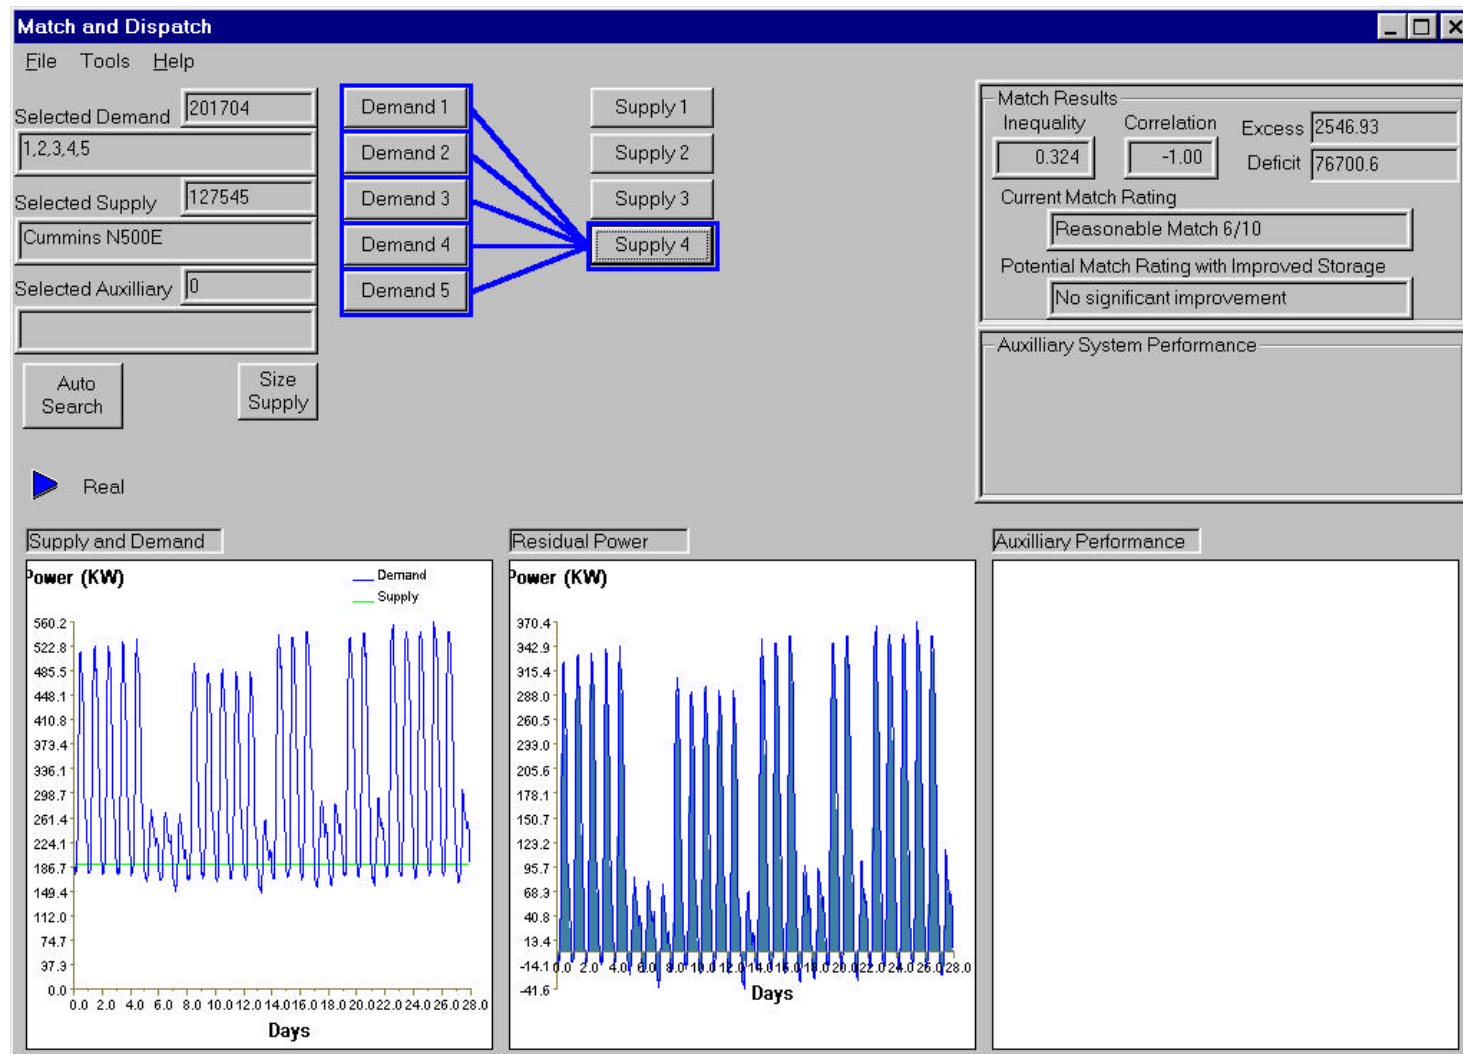 Match and Dispatch
File Tools Help
Selected Demand 201704
1,2,3,4,5
Selected Supply 127545
Cummins N500E
Selected Auxilliary 0
Auto
Search
Size
Supply
Real
Demand 1
Demand 2
Demand 3
Demand 4
Demand 5
Supply 1
Supply 2
Supply 3
Supply 4
Match Results
Inequality Correlation Excess 2546.93
0.324 -1.00 Deficit 76700.6
Current Match Rating
Reasonable Match 6/10
Potential Match Rating with Improved Storage
No significant improvement
Auxilliary System Performance
Supply and Demand
Power (KW)
Demand
Supply
560.2
522.8
485.5
448.1
410.8
373.4
336.1
298.7
261.4
224.1
186.7
149.4
112.0
74.7
37.3
0.0
0.0 2.0 4.0 6.0 8.0 10.0 12.0 14.0 16.0 18.0 20.0 22.0 24.0 26.0 28.0
Days
Residual Power
Power (KW)
370.4
342.9
315.4
288.0
260.5
233.0
205.6
178.1
150.7
123.2
95.7
68.3
40.8
13.4
-14.1
-41.6
0.0 2.0 4.0 6.0 8.0 10.0 12.0 14.0 16.0 18.0 20.0 22.0 24.0 26.0 28.0
Days
Auxilliary Performance